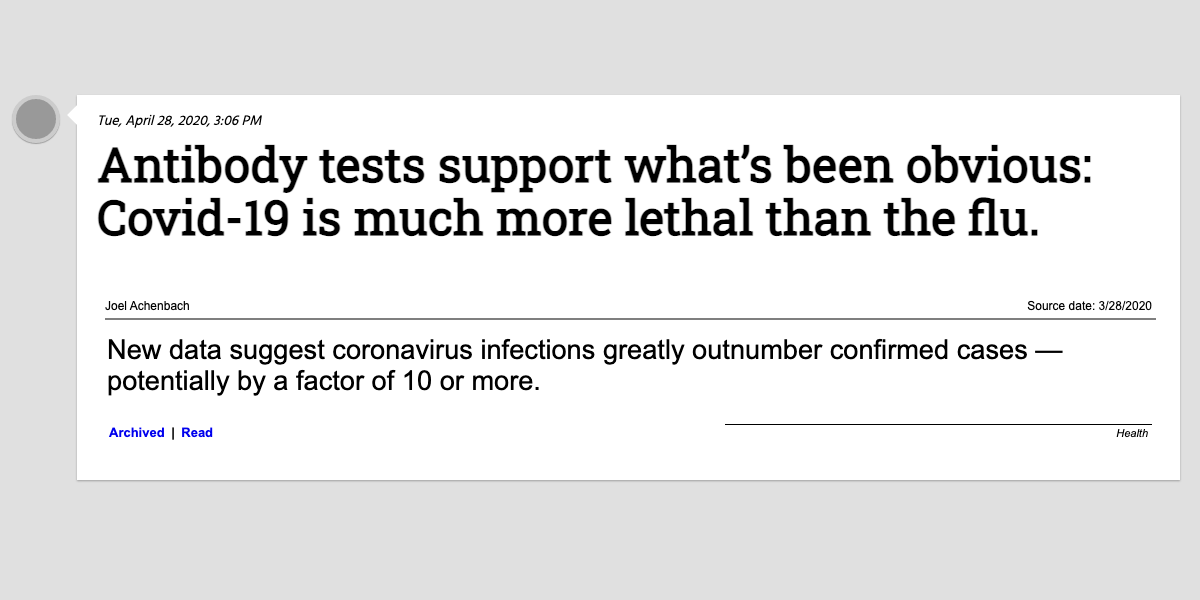 Tue, April 28, 2020, 3:06 PM
Antibody tests support what’s been obvious:
Covid-19 is much more lethal than the flu.
Joel Achenbach
Source date: 3/28/2020
New data suggest coronavirus infections greatly outnumber confirmed cases —
potentially by a factor of 10 or more.
Archived | Read
Health